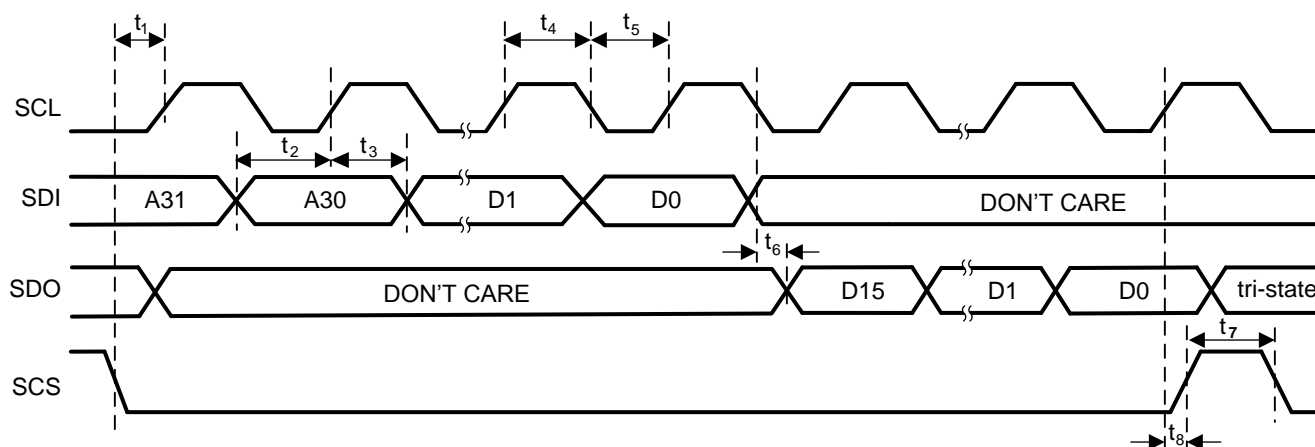 t1 t4 t5
SCL
t2 t3
SDI A31 A30 D1 D0 DON'T CARE
t6
SDO DON'T CARE D15 D1 D0 tri-state
t7
SCS
t8